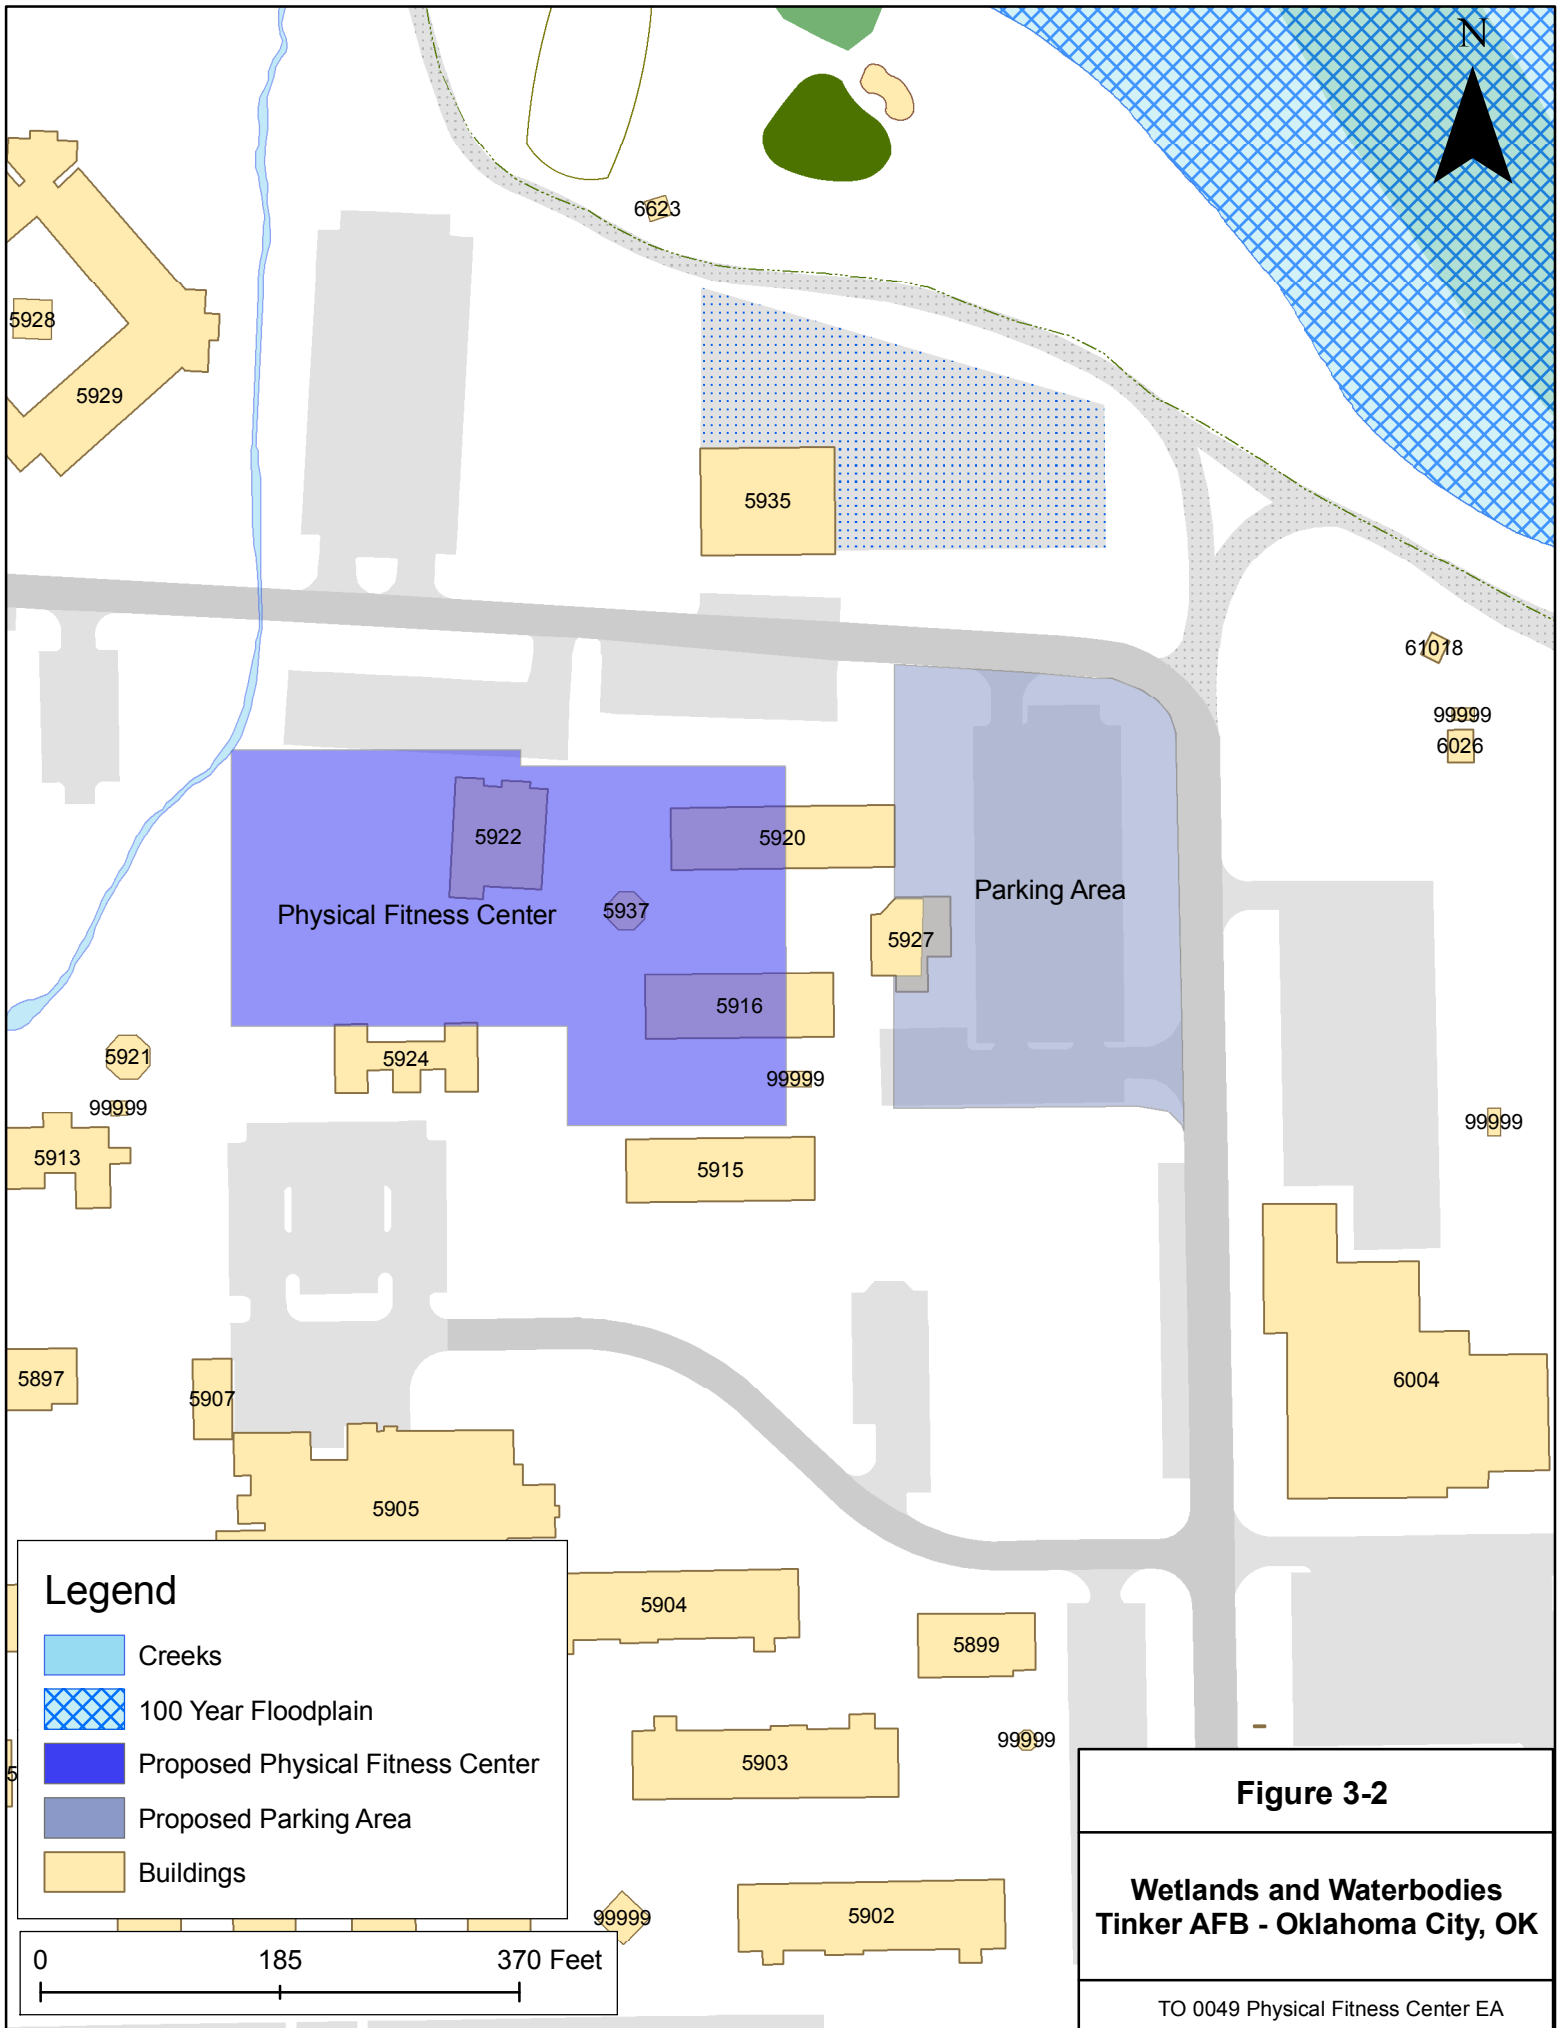 N
6623
5928
5929
5935
61018
99999
6026
5922
5920
Parking Area
Physical Fitness Center
5937
5927
5916
5921
5924
99999
99999
99999
5913
5915
5897
5907
6004
5905
5904
5899
5903
99999
5
5902
99999
Legend
Creeks
100 Year Floodplain
Proposed Physical Fitness Center
Proposed Parking Area
Buildings
0 185 370 Feet
Figure 3-2
Wetlands and Waterbodies
Tinker AFB - Oklahoma City, OK
TO 0049 Physical Fitness Center EA